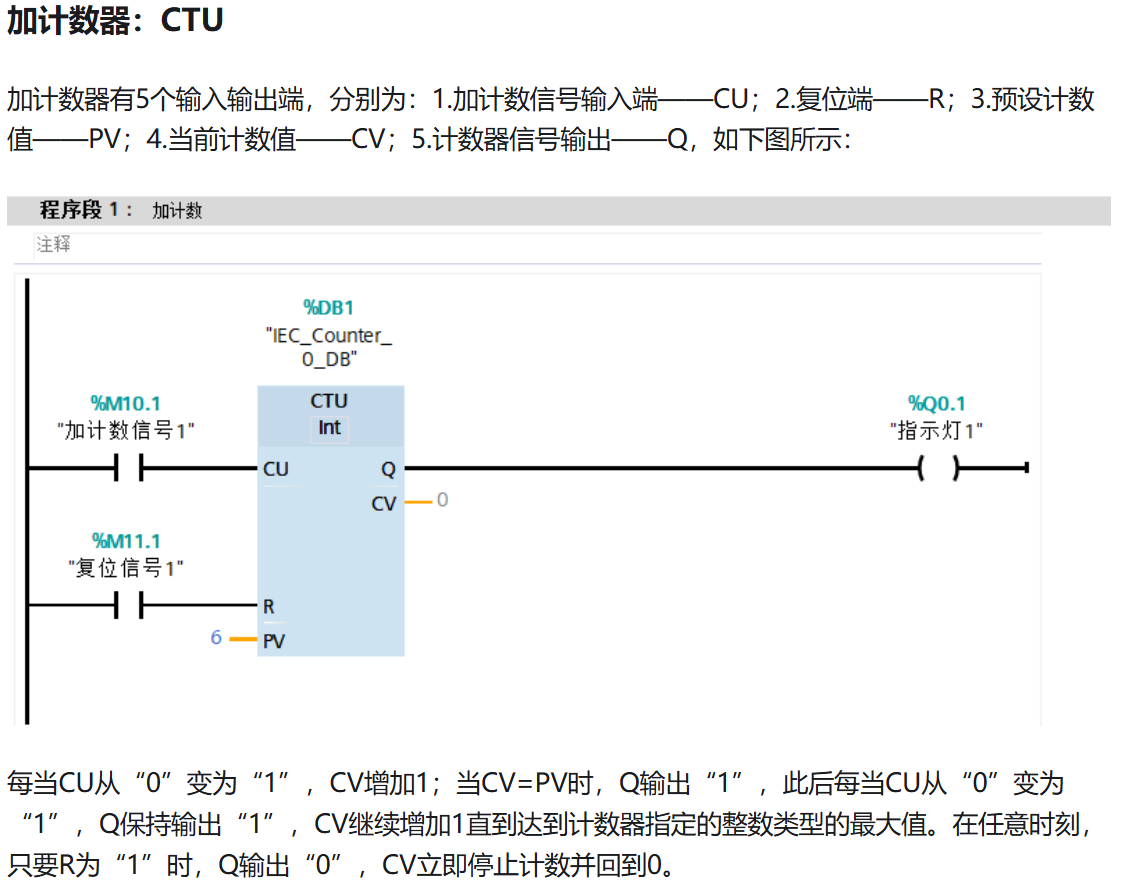 加计数器：CTU
加计数器有5个输入输出端，分别为：1.加计数信号输入端——CU；2.复位端——R；3.预设计数
值——PV；4.当前计数值——CV；5.计数器信号输出——Q，如下图所示：
程序段 1： 加计数
注释
%DB1
"IEC_Counter_
0_DB"
%M10.1
"加计数信号1"
CTU
Int
%Q0.1
"指示灯1"
CU Q
CV 0
%M11.1
"复位信号1"
R
6 PV
每当CU从“0”变为“1”，CV增加1；当CV=PV时，Q输出“1”，此后每当CU从“0”变为
“1”，Q保持输出“1”，CV继续增加1直到达到计数器指定的整数类型的最大值。在任意时刻，
只要R为“1”时，Q输出“0”，CV立即停止计数并回到0。